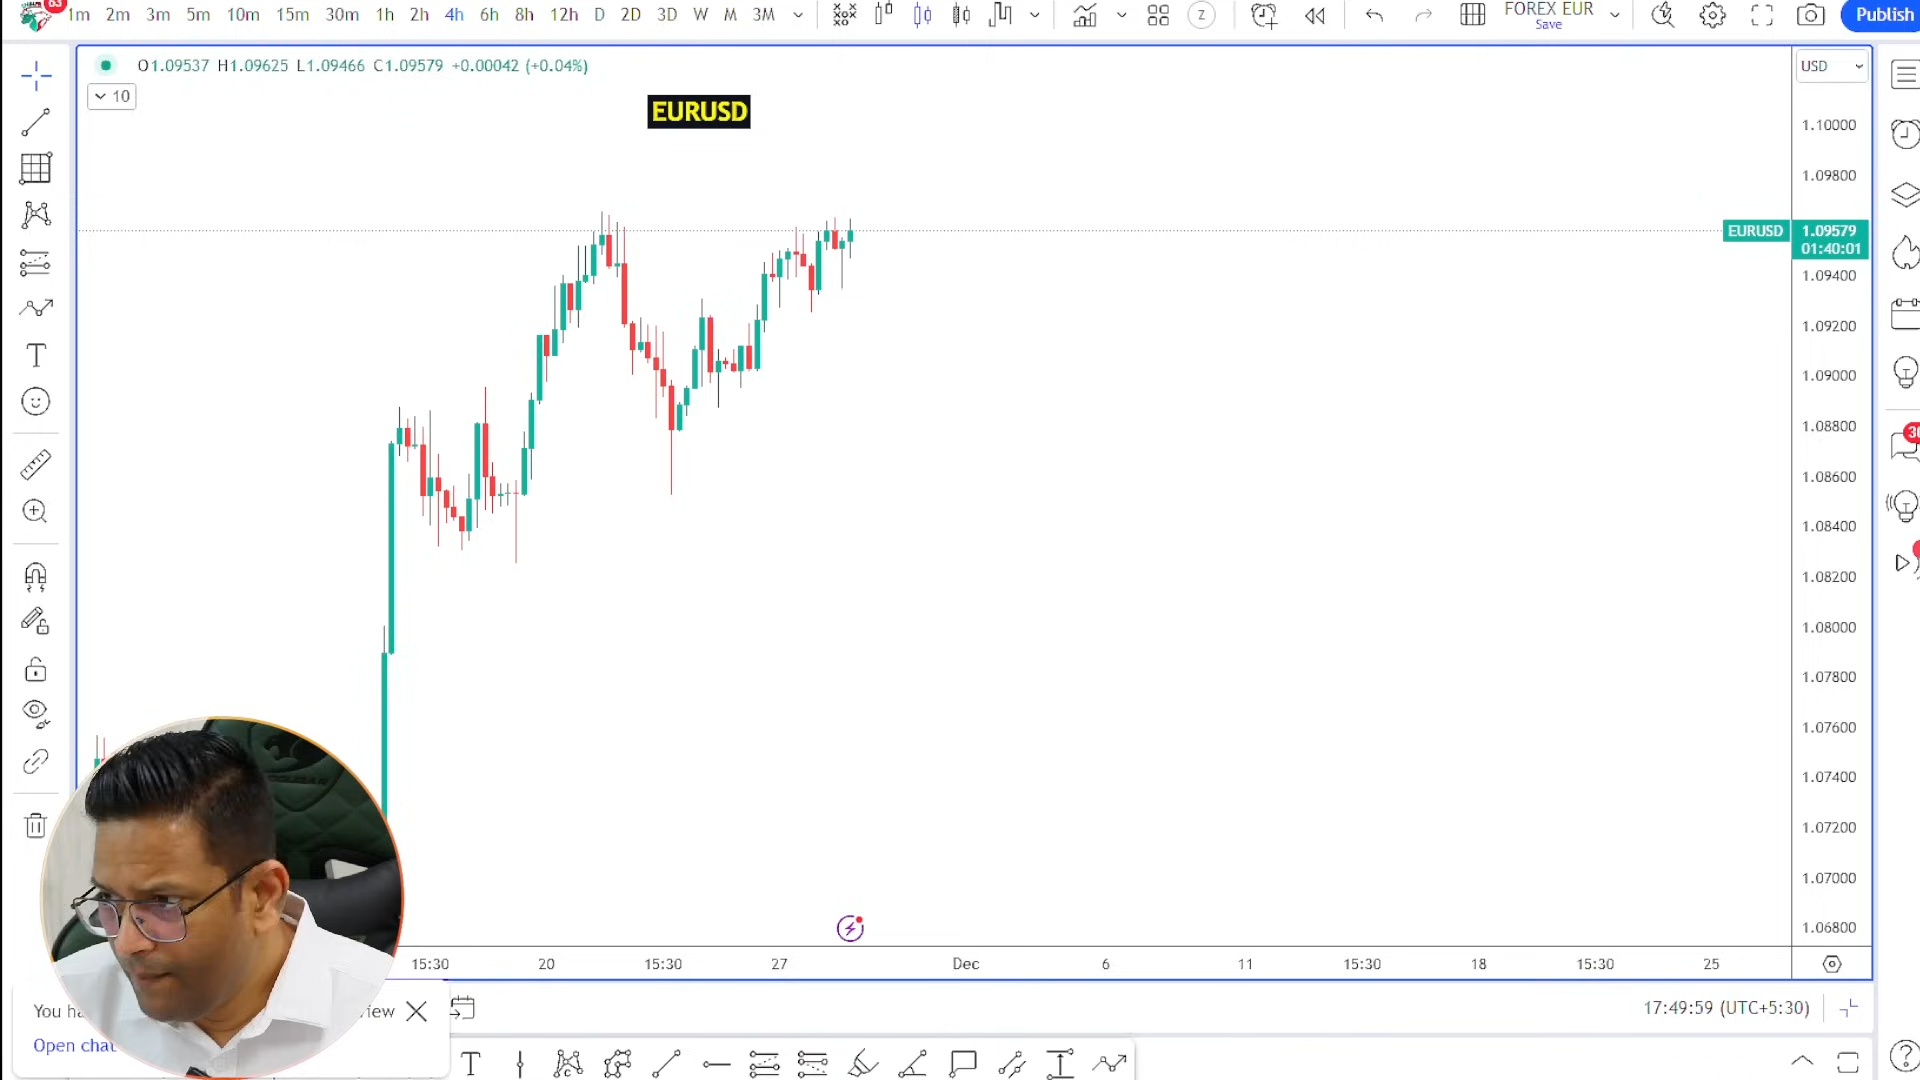 63
1m 2m 3m 5m 10m 15m 30m 1h 2h 4h 6h 8h 12h D 2D 3D W M 3M
Z
FOREX EUR
Save
Publish
O1.09537 H1.09625 L1.09466 C1.09579 +0.00042 (+0.04%)
USD
10
EURUSD
1.10000
1.09800
EURUSD 1.09579
01:40:01
1.09400
1.09200
1.09000
1.08800
30
1.08600
1.08400
1.08200
1.08000
1.07800
1.07600
1.07400
1.07200
1.07000
1.06800
15:30 20 15:30 27 Dec 6 11 15:30 18 15:30 25
You ha
iew
17:49:59 (UTC+5:30)
Open chat